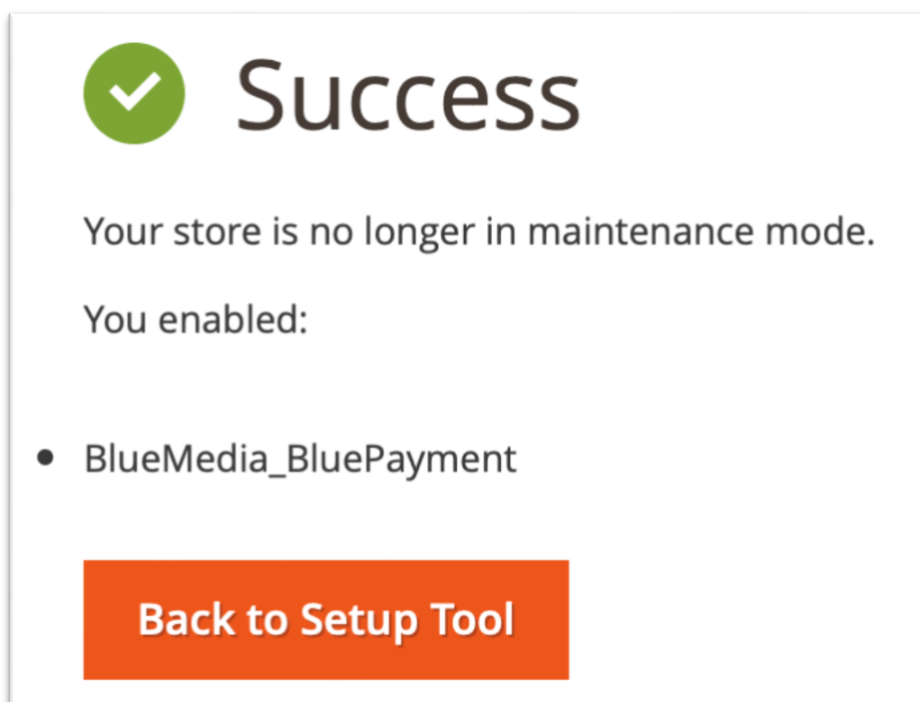 Success
Your store is no longer in maintenance mode.
You enabled:
• BlueMedia_BluePayment
Back to Setup Tool